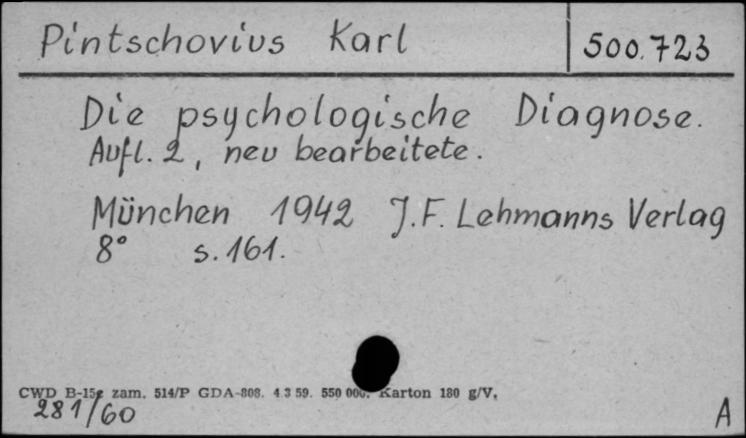 Pintschovius Karl
500.723
Die psychologische Diagnose.
Aufl. 2, neu bearbeitete.
München 1942 J.F. Lehmanns Verlag
8° s. 161.
CWD zam. 514/P GDA-808. 4 3 59. 550 000. Karton 180 g/V,
281/60
A